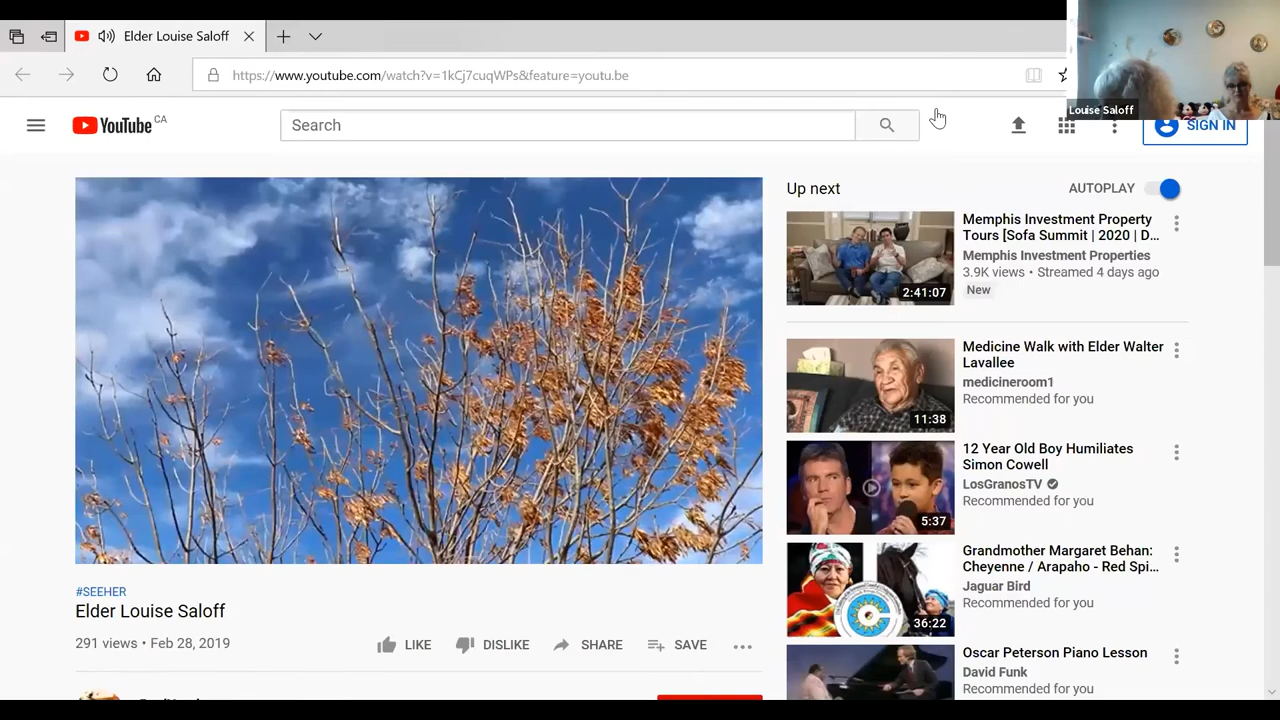 Elder Louise Saloff
https://www.youtube.com/watch?v=1kCj7cuqWPs&feature=youtu.be
Louise Saloff
YouTube CA
Search
SIGN IN
Up next
AUTOPLAY
Memphis Investment Property
Tours [Sofa Summit | 2020 | D...
Memphis Investment Properties
3.9K views • Streamed 4 days ago
New
2:41:07
Medicine Walk with Elder Walter
Lavallee
medicineroom1
Recommended for you
11:38
12 Year Old Boy Humiliates
Simon Cowell
LosGranosTV
Recommended for you
5:37
Grandmother Margaret Behan:
Cheyenne / Arapaho - Red Spi...
Jaguar Bird
Recommended for you
36:22
Oscar Peterson Piano Lesson
David Funk
Recommended for you
#SEEHER
Elder Louise Saloff
291 views • Feb 28, 2019
LIKE
DISLIKE
SHARE
SAVE